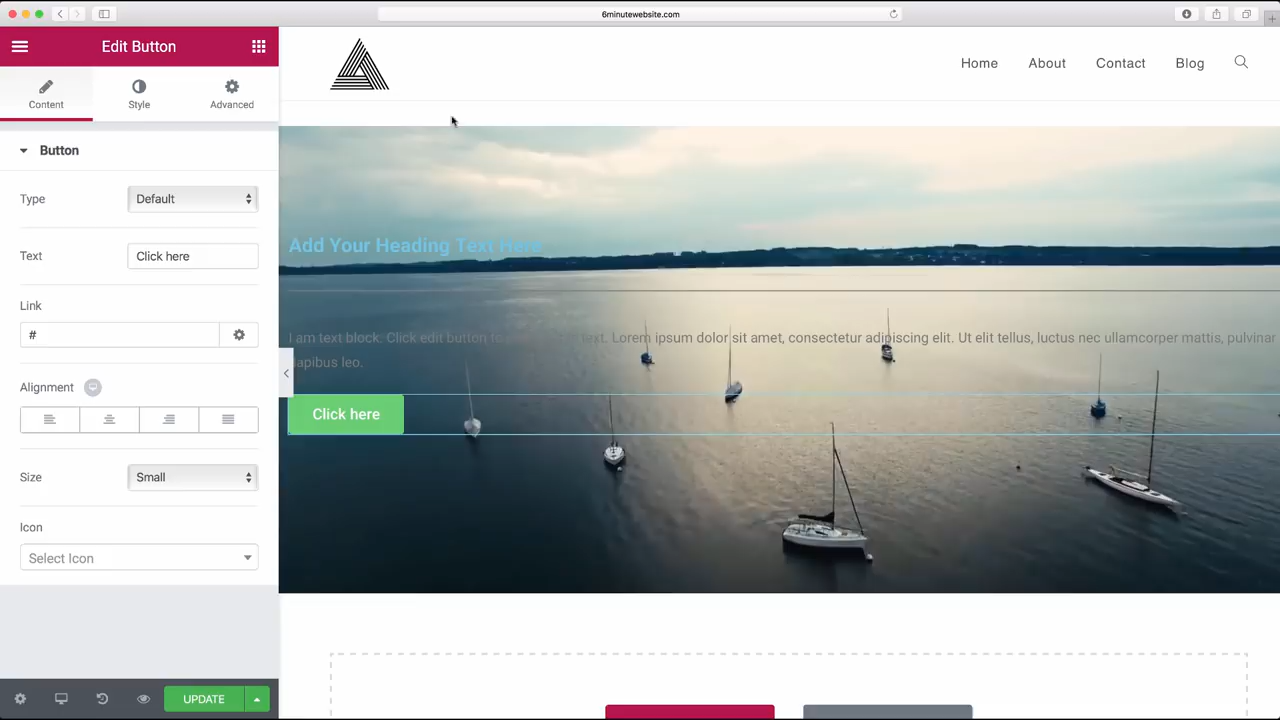 6minutewebsite.com
Edit Button
Content
Style
Advanced
Button
Type
Default
Text
Click here
Link
#
Alignment
Size
Small
Icon
Select Icon
UPDATE
Home
About
Contact
Blog
Add Your Heading Text Here
I am text block. Click edit button to text. Lorem ipsum dolor sit amet, consectetur adipiscing elit. Ut elit tellus, luctus nec ullamcorper mattis, pulvinar
dapibus leo.
Click here